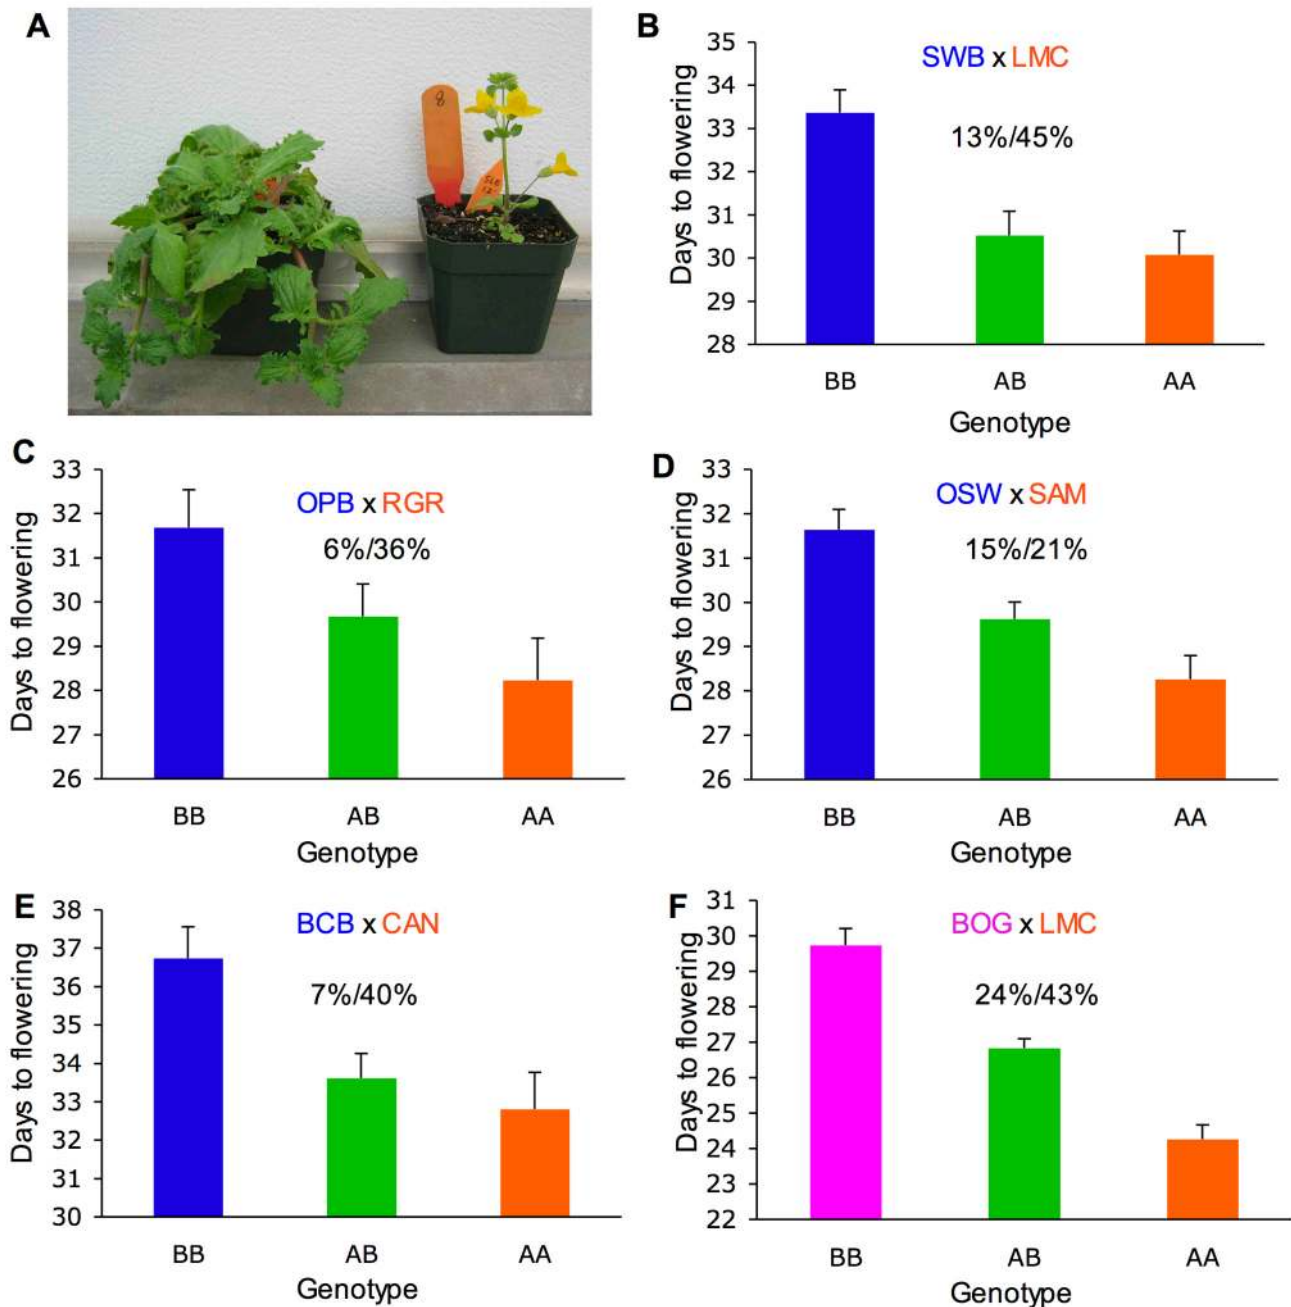 A
8
B
SWB x LMC
13%/45%
Days to flowering
35
34
33
32
31
30
29
28
BB AB AA
Genotype
C
OPB x RGR
6%/36%
Days to flowering
33
32
31
30
29
28
27
26
BB AB AA
Genotype
D
OSW x SAM
15%/21%
Days to flowering
33
32
31
30
29
28
27
26
BB AB AA
Genotype
E
BCB x CAN
7%/40%
Days to flowering
38
37
36
35
34
33
32
31
30
BB AB AA
Genotype
F
BOG x LMC
24%/43%
Days to flowering
31
30
29
28
27
26
25
24
23
22
BB AB AA
Genotype